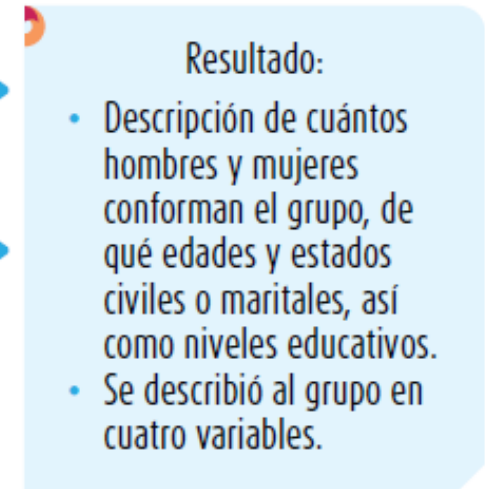 Resultado:
• Descripción de cuántos
hombres y mujeres
conforman el grupo, de
qué edades y estados
civiles o maritales, así
como niveles educativos.
• Se describió al grupo en
cuatro variables.